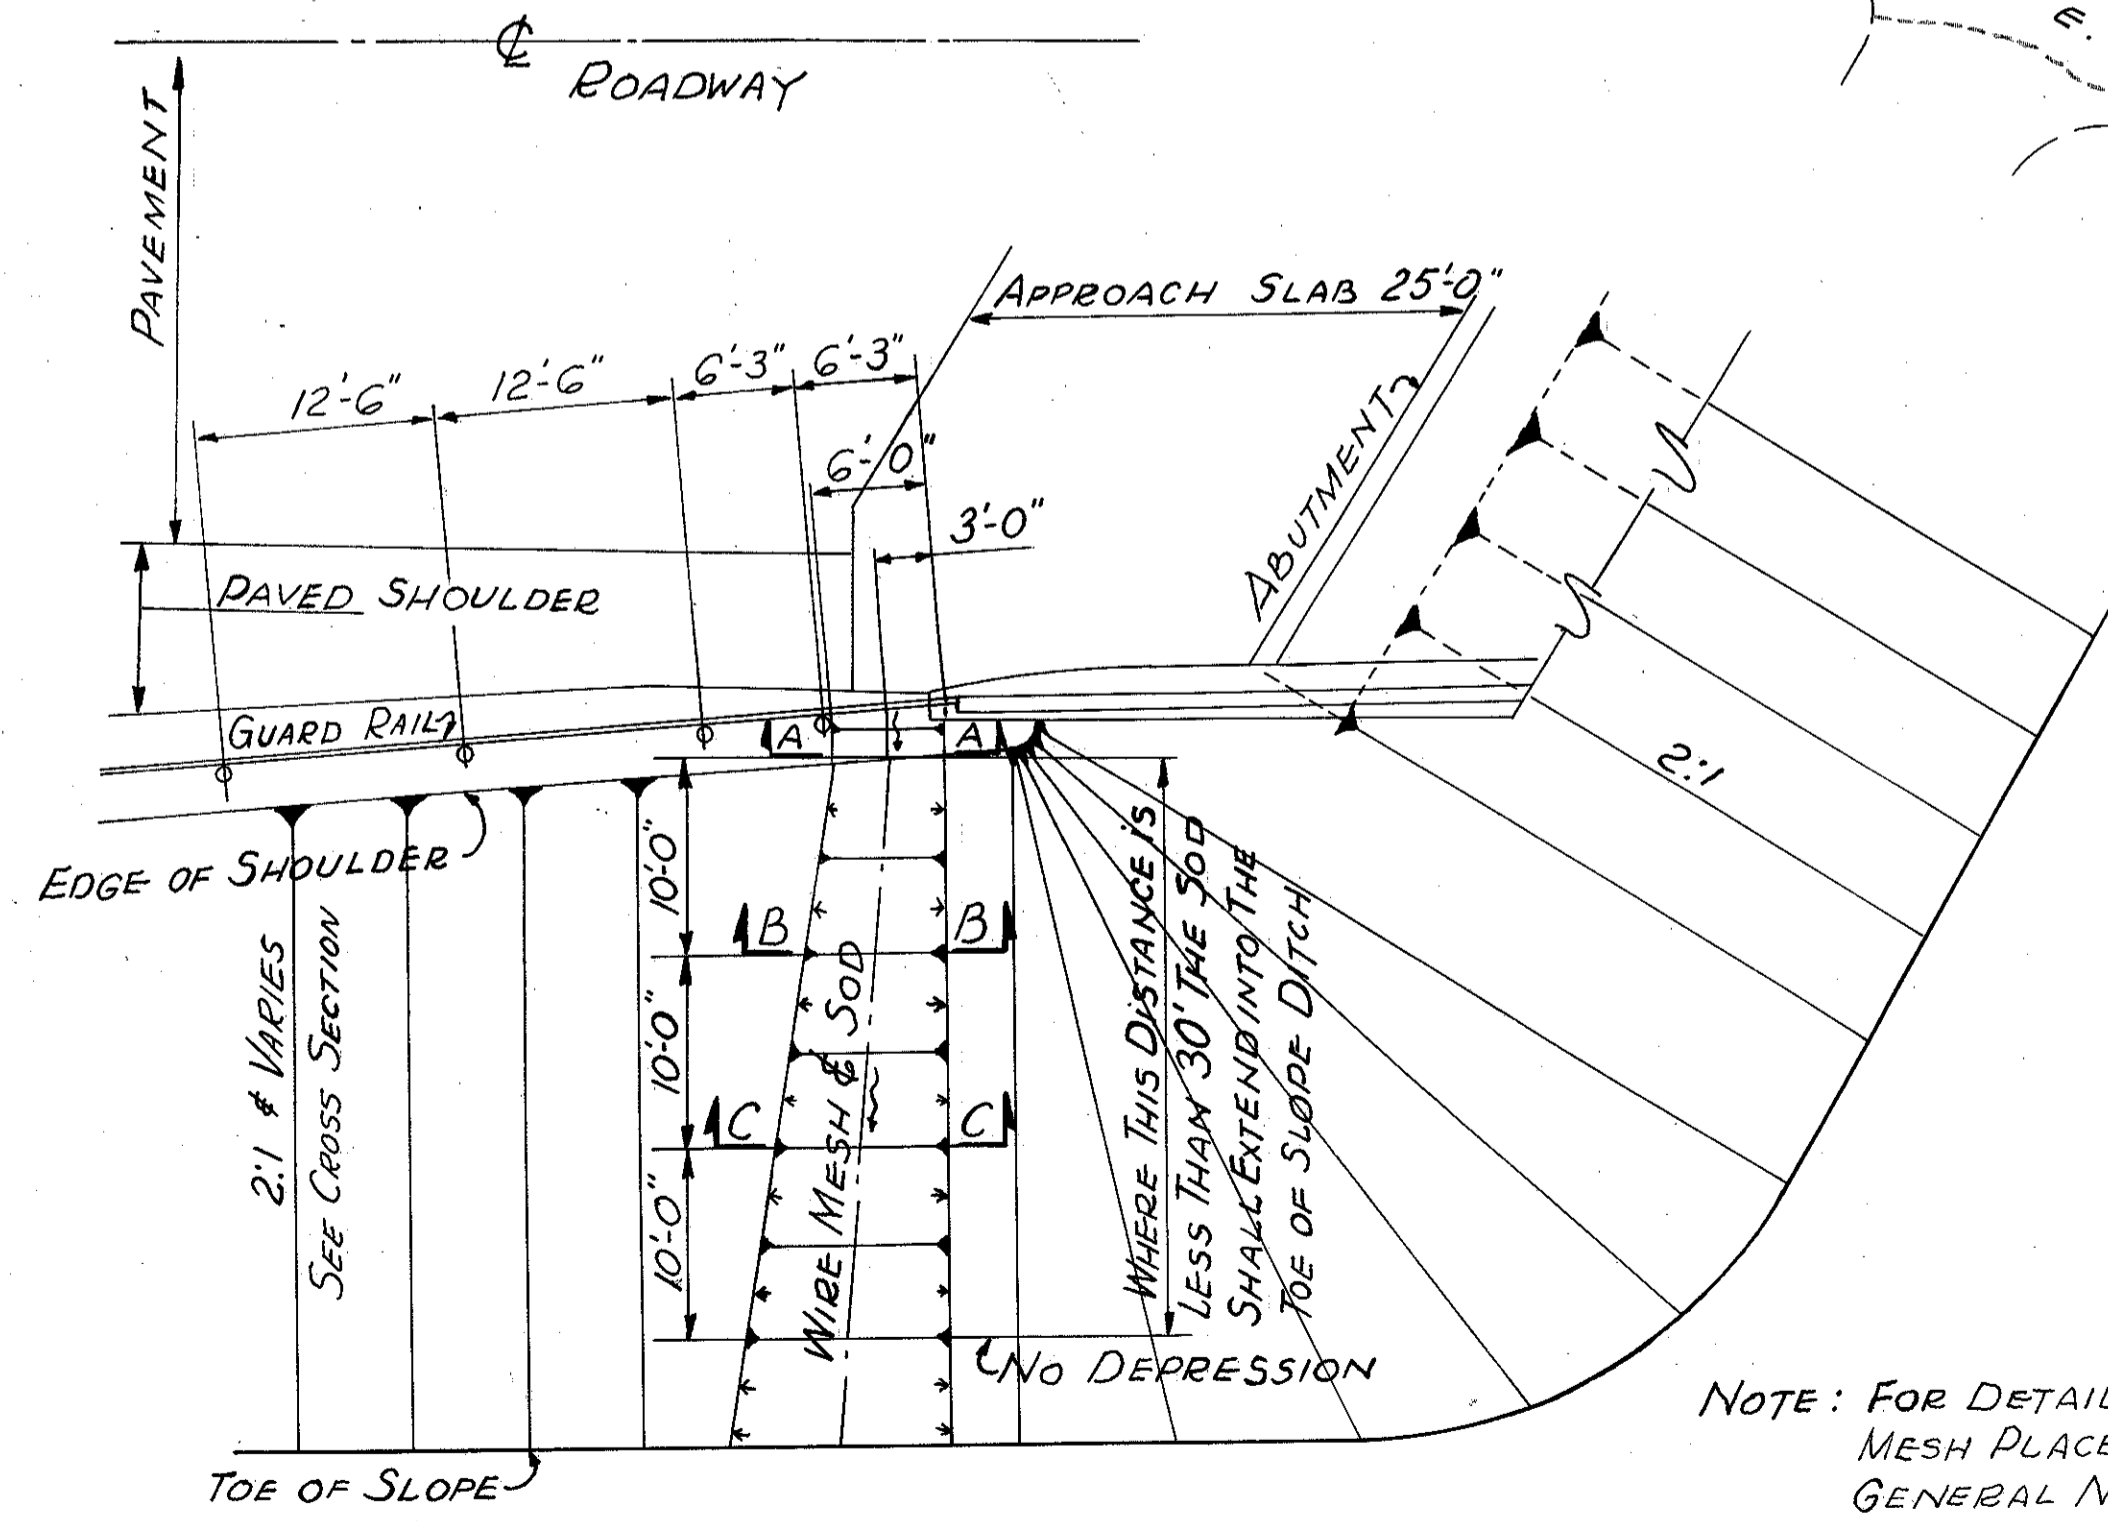 E.
℄
ROADWAY
PAVEMENT
APPROACH SLAB 25'-0"
12'-6"
12'-6"
6'-3"
6'-3"
6'-0"
3'-0"
ABUTMENT
PAVED SHOULDER
GUARD RAIL
A
A
2:1
EDGE OF SHOULDER
10'-0"
B
B
10'-0"
C
C
10'-0"
2:1 & VARIES
SEE CROSS SECTION
WIRE MESH & SOD
WHERE THIS DISTANCE is
LESS THAN 30' THE SOD
SHALL EXTEND INTO THE
TOE OF SLOPE DITCH
NO DEPRESSION
TOE OF SLOPE
NOTE: FOR DETAIL
MESH PLACE
GENERAL N